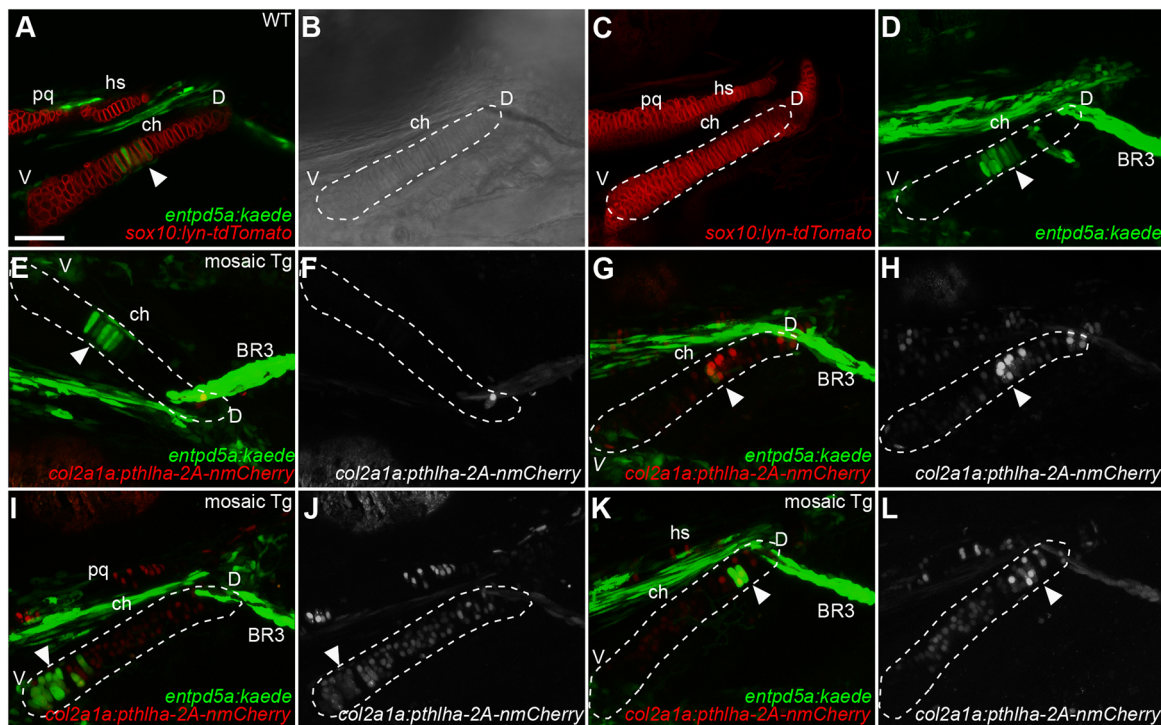 A WT
hs
pq
D
ch
V
entpd5a:kaede
sox10:lyn-tdTomato
B
D
ch
V
C
hs
pq
D
ch
V
sox10:lyn-tdTomato
D
D
ch
V
BR3
entpd5a:kaede
E mosaic Tg
V
ch
BR3
D
entpd5a:kaede
col2a1a:pthlha-2A-nmCherry
F
col2a1a:pthlha-2A-nmCherry
G
D
ch
BR3
V
entpd5a:kaede
col2a1a:pthlha-2A-nmCherry
H
col2a1a:pthlha-2A-nmCherry
I mosaic Tg
pq
D
ch
BR3
V
entpd5a:kaede
col2a1a:pthlha-2A-nmCherry
J
col2a1a:pthlha-2A-nmCherry
K mosaic Tg
hs
D
ch
BR3
V
entpd5a:kaede
col2a1a:pthlha-2A-nmCherry
L
col2a1a:pthlha-2A-nmCherry